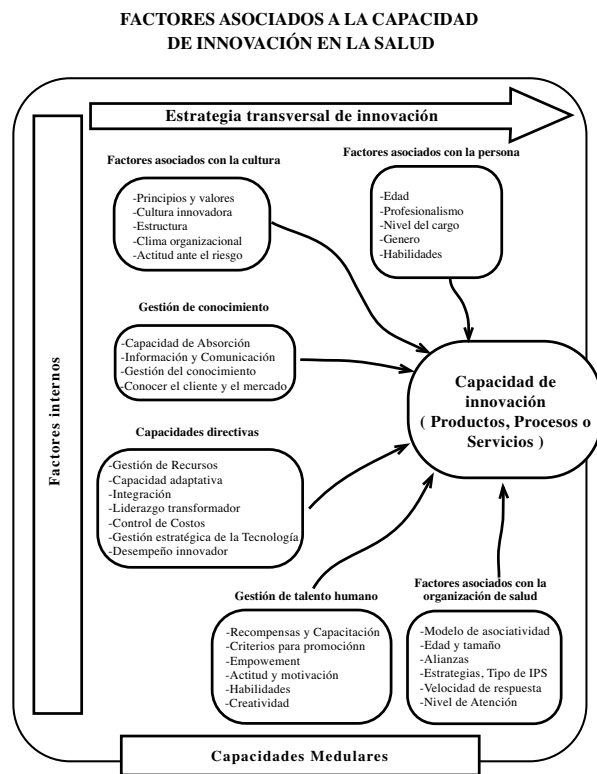 FACTORES ASOCIADOS A LA CAPACIDAD
DE INNOVACIÓN EN LA SALUD
Estrategia transversal de innovación
Factores internos
Factores asociados con la cultura
-Principios y valores
-Cultura innovadora
-Estructura
-Clima organizacional
-Actitud ante el riesgo
Factores asociados con la persona
-Edad
-Profesionalismo
-Nivel del cargo
-Genero
-Habilidades
Gestión de conocimiento
-Capacidad de Absorción
-Información y Comunicación
-Gestión del conocimiento
-Conocer el cliente y el mercado
Capacidad de
innovación
( Productos, Procesos o
Servicios )
Capacidades directivas
-Gestión de Recursos
-Capacidad adaptativa
-Integración
-Liderazgo transformador
-Control de Costos
-Gestión estratégica de la Tecnología
-Desempeño innovador
Gestión de talento humano
-Recompensas y Capacitación
-Criterios para promociónn
-Empowement
-Actitud y motivación
-Habilidades
-Creatividad
Factores asociados con la
organización de salud
-Modelo de asociatividad
-Edad y tamaño
-Alianzas
-Estrategias, Tipo de IPS
-Velocidad de respuesta
-Nivel de Atención
Capacidades Medulares